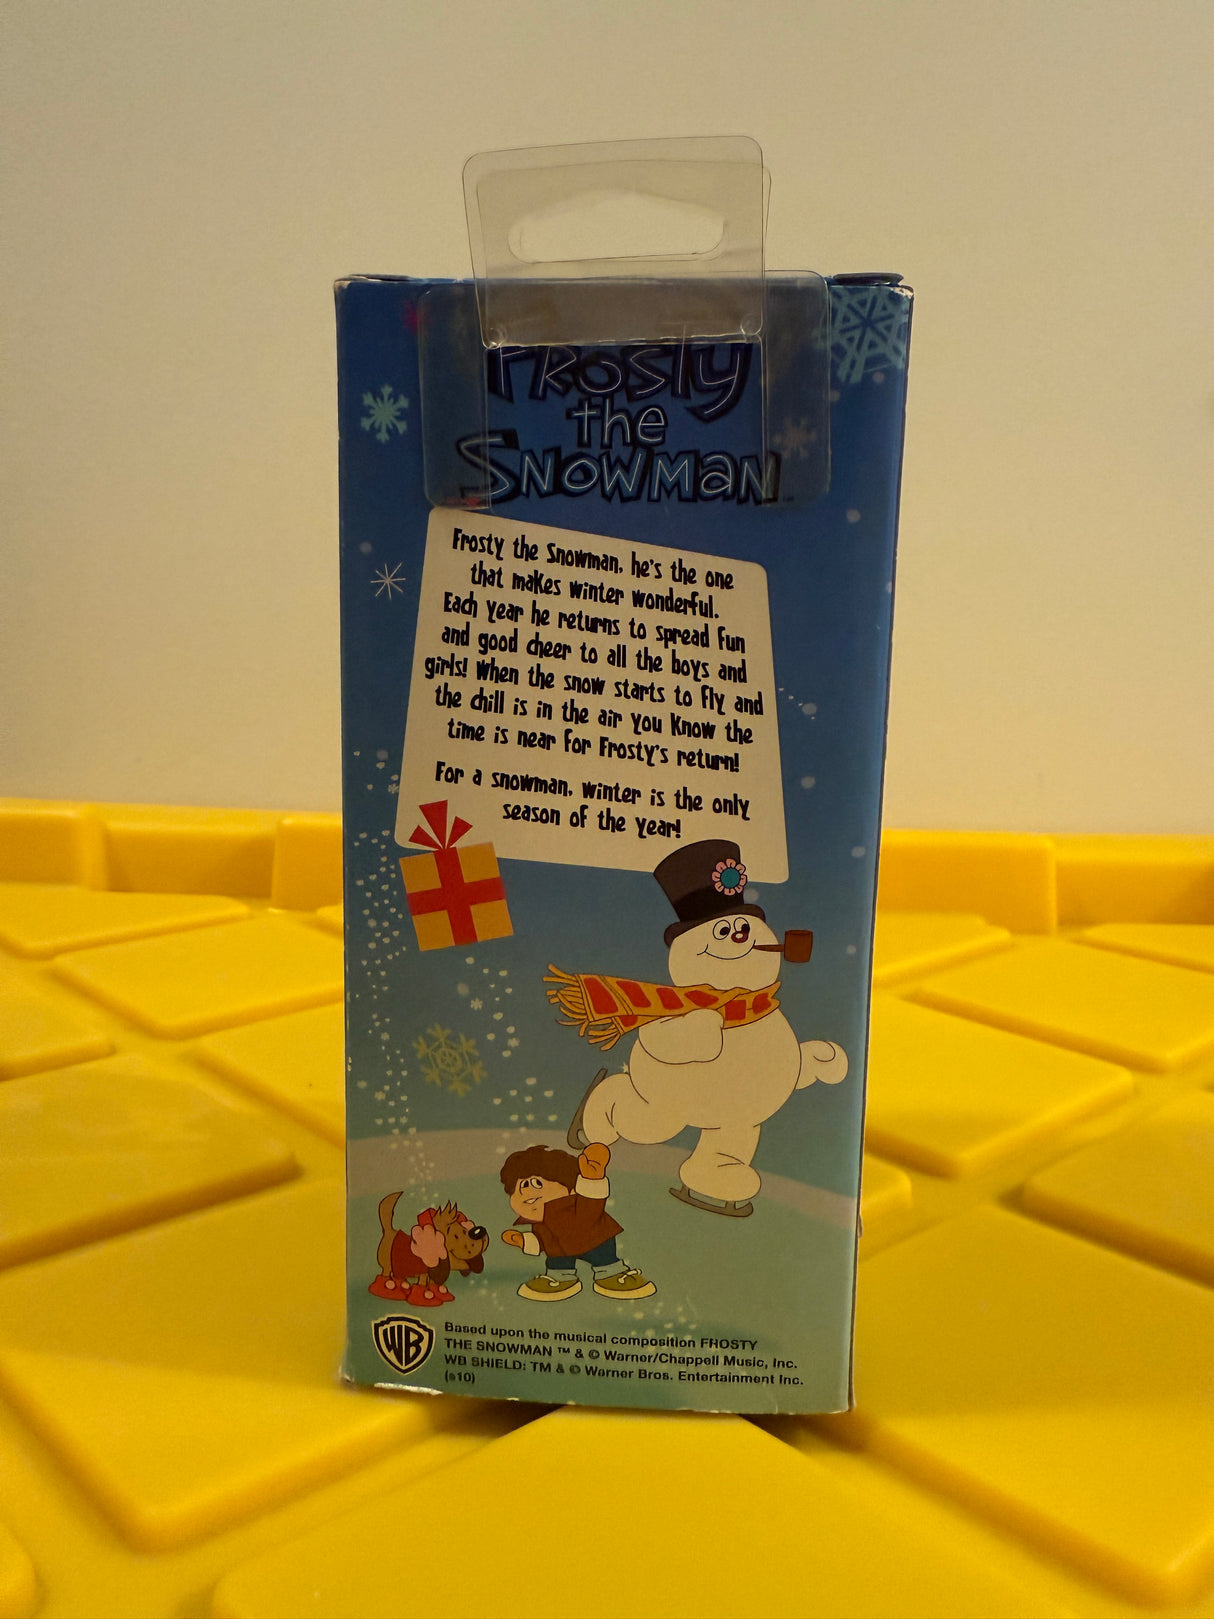 Frosty
the
Snowman™
Frosty the Snowman, he's the one
that makes winter wonderful.
Each year he returns to spread fun
and good cheer to all the boys and
girls! When the snow starts to fly and
the chill is in the air you know the
time is near for Frosty's return!
For a snowman, winter is the only
season of the year!
WB
Based upon the musical composition FROSTY
THE SNOWMAN ™ & © Warner/Chappell Music, Inc.
WB SHIELD: TM & © Warner Bros. Entertainment Inc.
(s10)